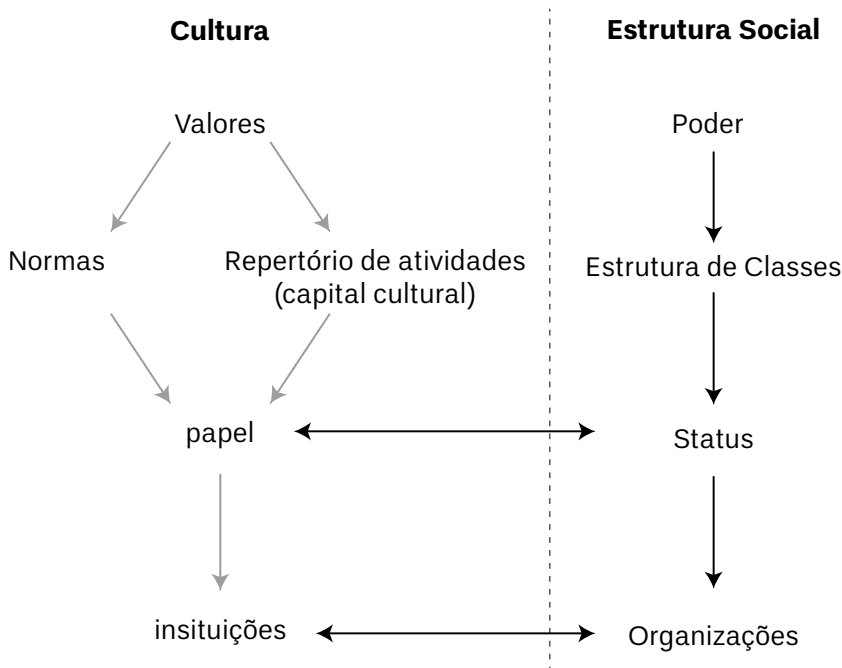 Cultura
Estrutura Social
Valores
Poder
Normas
Repertório de atividades
(capital cultural)
Estrutura de Classes
papel
Status
insituições
Organizações